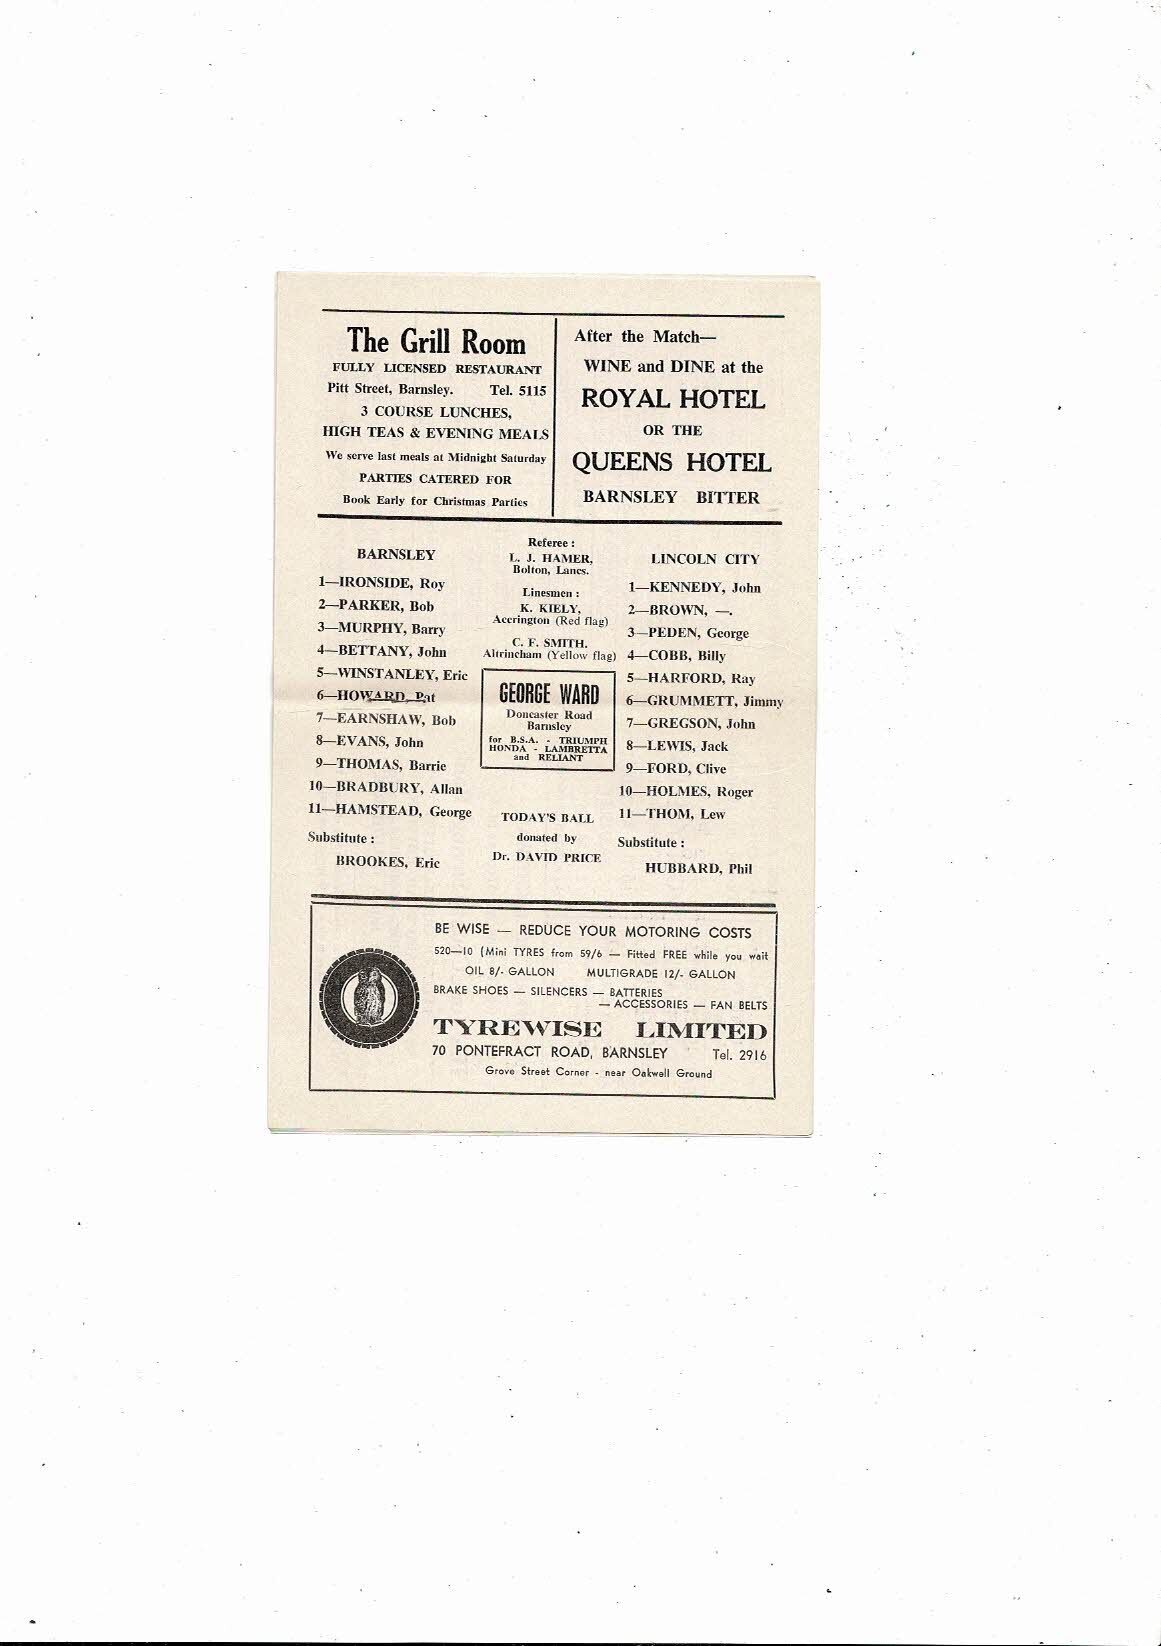 The Grill Room
FULLY LICENSED RESTAURANT
Pitt Street, Barnsley. Tel. 5115
3 COURSE LUNCHES,
HIGH TEAS & EVENING MEALS
We serve last meals at Midnight Saturday
PARTIES CATERED FOR
Book Early for Christmas Parties
After the Match—
WINE and DINE at the
ROYAL HOTEL
OR THE
QUEENS HOTEL
BARNSLEY BITTER
BARNSLEY
1—IRONSIDE, Roy
2—PARKER, Bob
3—MURPHY, Barry
4—BETTANY, John
5—WINSTANLEY, Eric
6—HOWARD, Pat
7—EARNSHAW, Bob
8—EVANS, John
9—THOMAS, Barrie
10—BRADBURY, Allan
11—HAMSTEAD, George
Substitute :
BROOKES, Eric
Referee :
L. J. HAMER,
Bolton, Lancs.
Linesmen :
K. KIELY,
Accrington (Red flag)
C. F. SMITH.
Altrincham (Yellow flag)
GEORGE WARD
Doncaster Road
Barnsley
for B.S.A. - TRIUMPH
HONDA - LAMBRETTA
and RELIANT
TODAY'S BALL
donated by
Dr. DAVID PRICE
LINCOLN CITY
1—KENNEDY, John
2—BROWN, —.
3—PEDEN, George
4—COBB, Billy
5—HARFORD, Ray
6—GRUMMETT, Jimmy
7—GREGSON, John
8—LEWIS, Jack
9—FORD, Clive
10—HOLMES, Roger
11—THOM, Lew
Substitute :
HUBBARD, Phil
BE WISE — REDUCE YOUR MOTORING COSTS
520—10 (Mini TYRES from 59/6 — Fitted FREE while you wait
OIL 8/- GALLON MULTIGRADE 12/- GALLON
BRAKE SHOES — SILENCERS — BATTERIES
— ACCESSORIES — FAN BELTS
TYREWISE LIMITED
70 PONTEFRACT ROAD, BARNSLEY Tel. 2916
Grove Street Corner - near Oakwell Ground